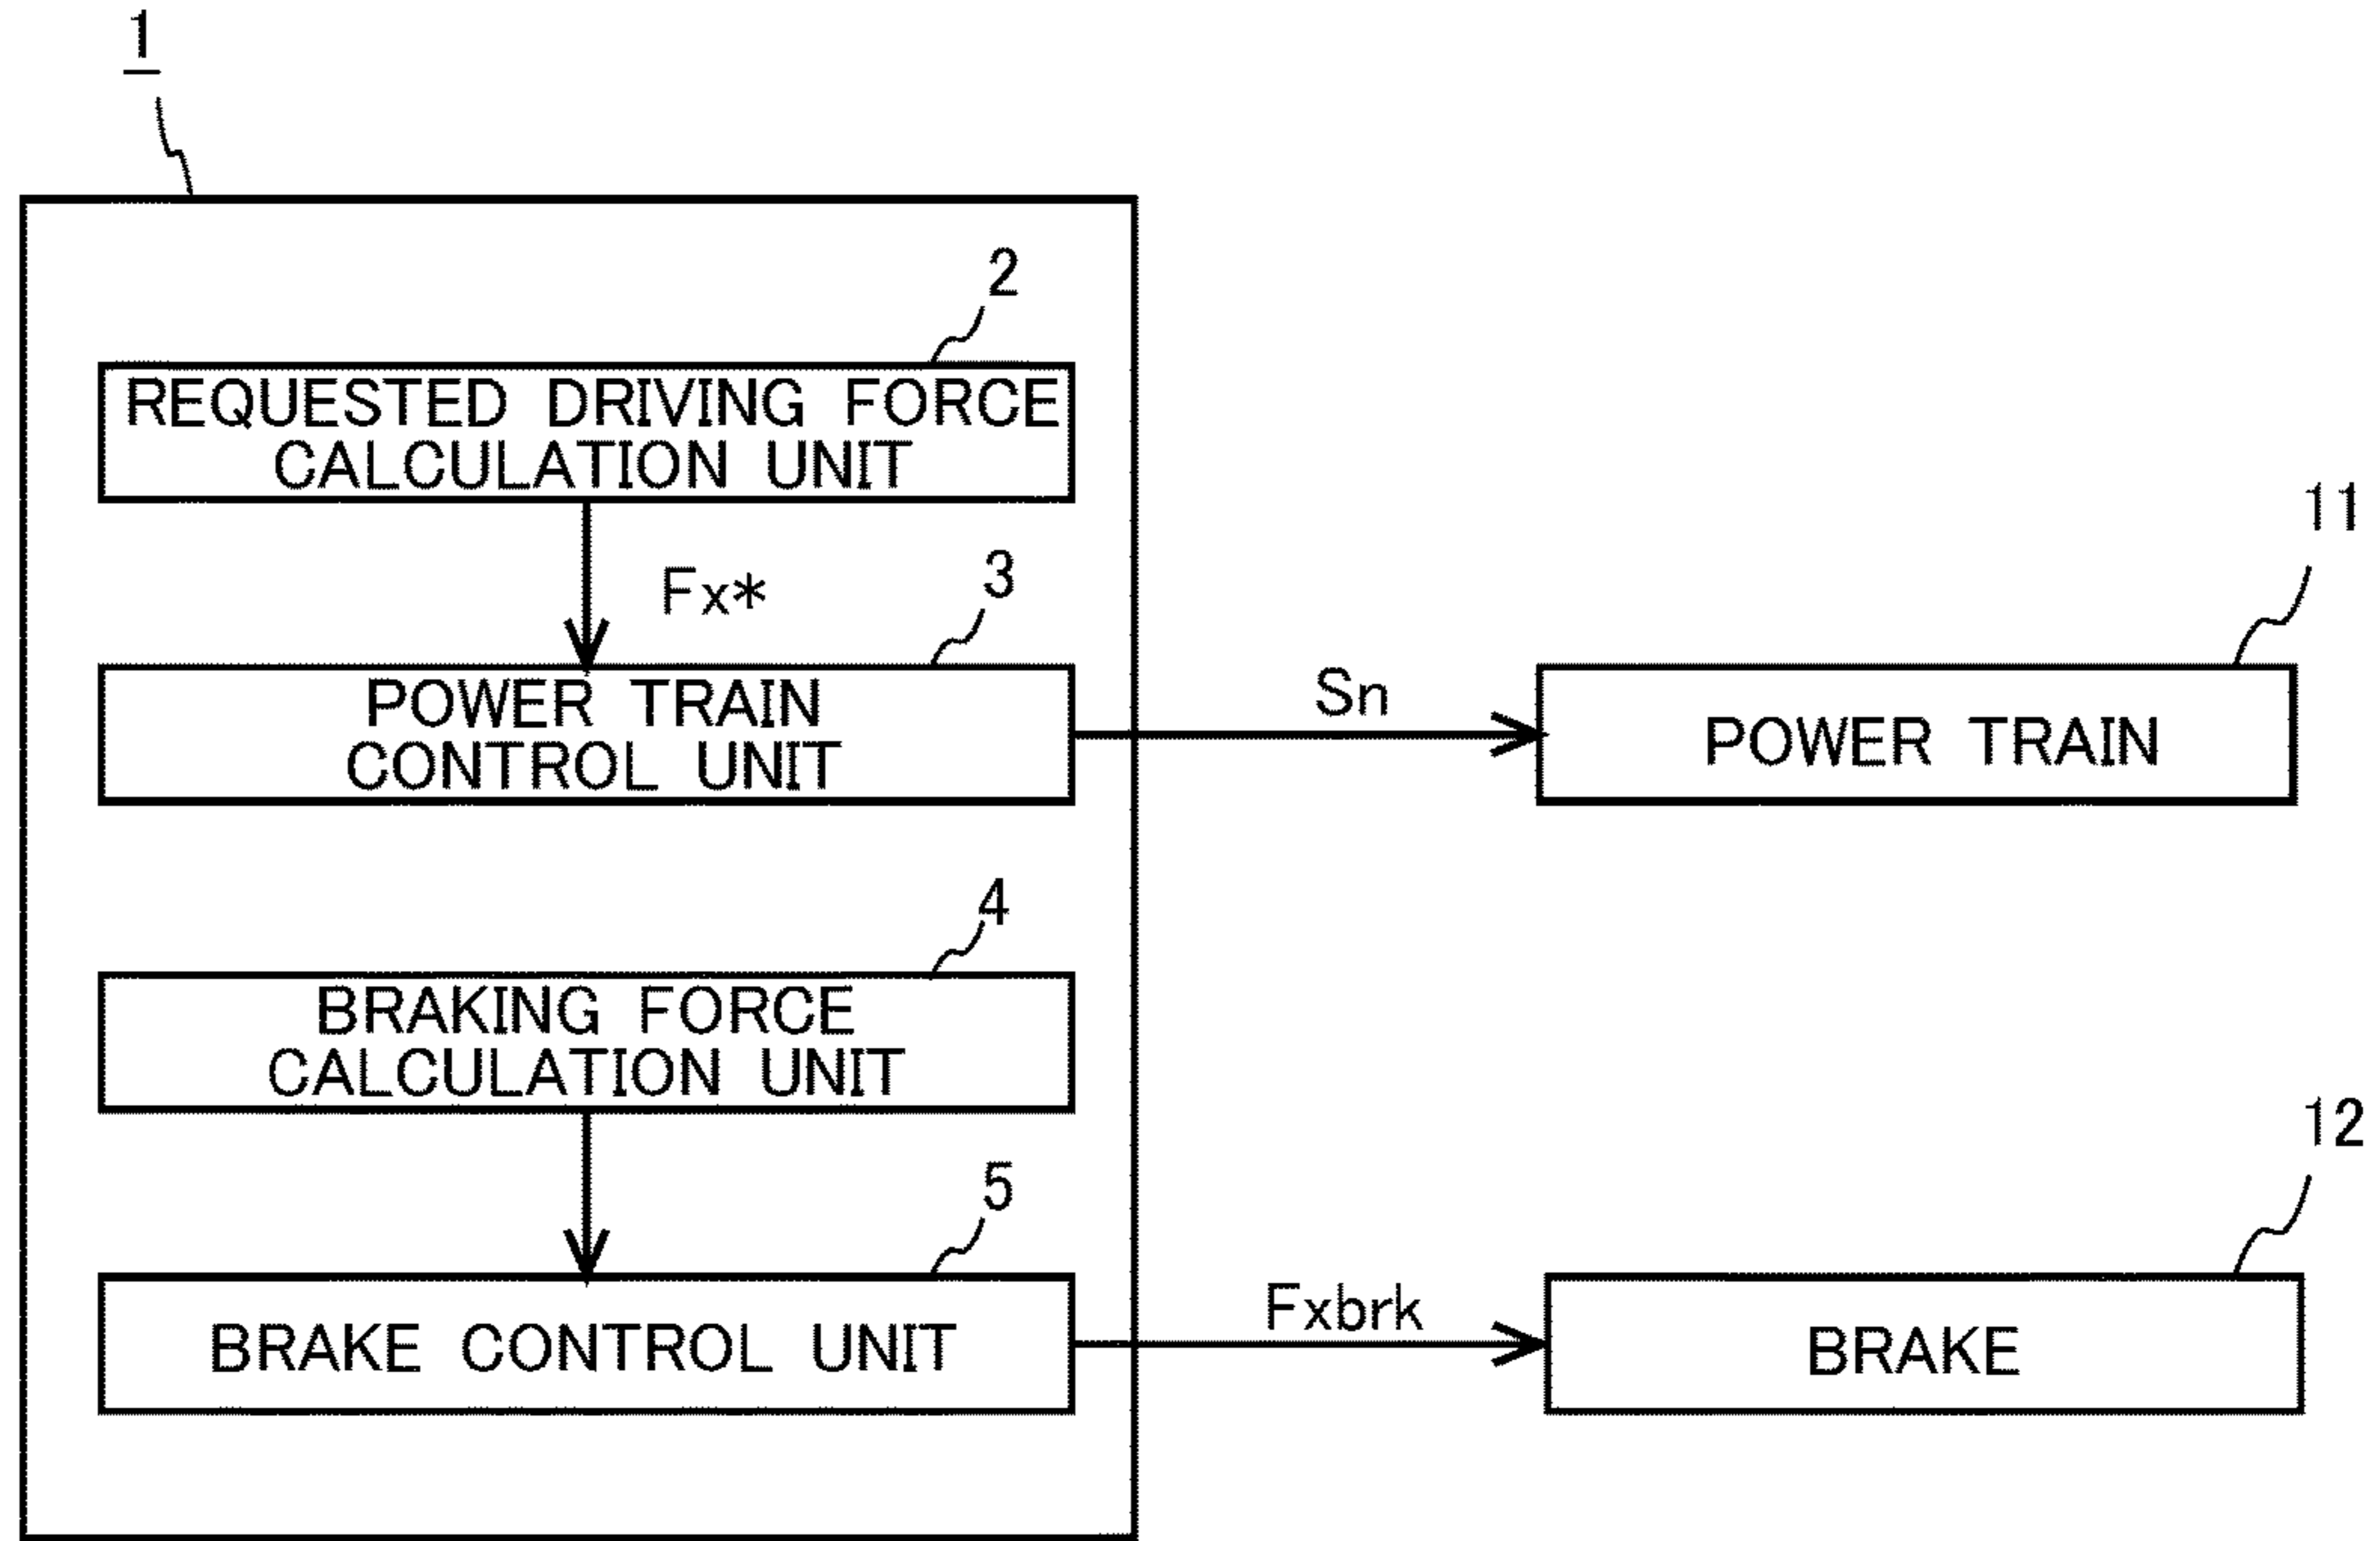 1
2
REQUESTED DRIVING FORCE
CALCULATION UNIT
11
Fx*
3
POWER TRAIN
CONTROL UNIT
Sn
POWER TRAIN
4
BRAKING FORCE
CALCULATION UNIT
12
5
BRAKE CONTROL UNIT
Fxbrk
BRAKE